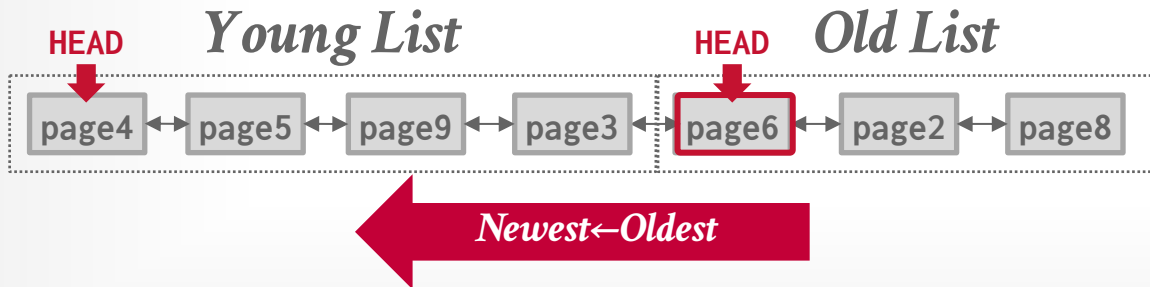 Young List
Old List
HEAD
HEAD
page4
page5
page9
page3
page6
page2
page8
Newest←Oldest